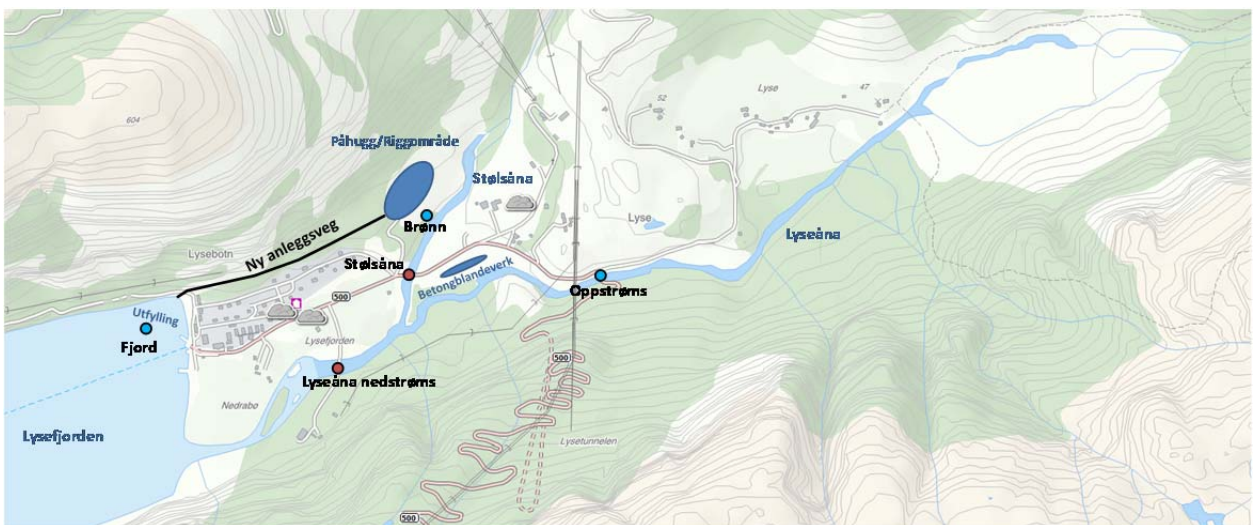 52
Lyse
47
604
Påhugg/Riggområde
Stølsåna
Brønn
Lyse
Lyseåna
Lysebotn
Ny anleggsveg
Stølsåna
Betongblandeverk
Oppstrøms
500
Utfylling
Fjord
Lysefjorden
500
Lyseåna nedstrøms
Nedrabø
Lysefjorden
Lysetunnelen
500